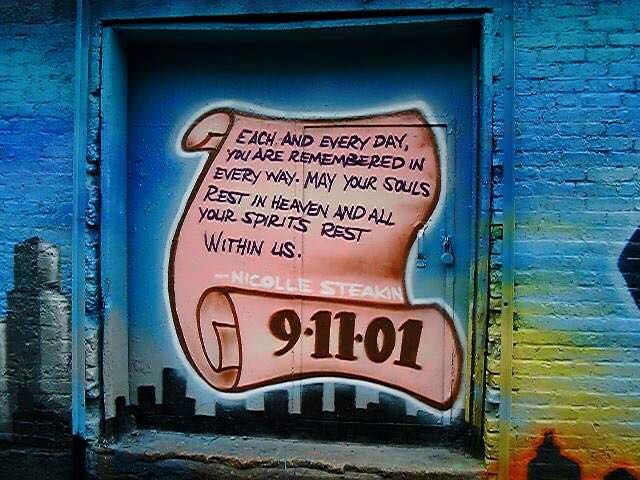 EACH AND EVERY DAY,
YOU ARE REMEMBERED IN
EVERY WAY. MAY YOUR SOULS
REST IN HEAVEN AND ALL
YOUR SPIRITS REST
WITHIN US.
—NICOLLE STEAKIN
9·11·01